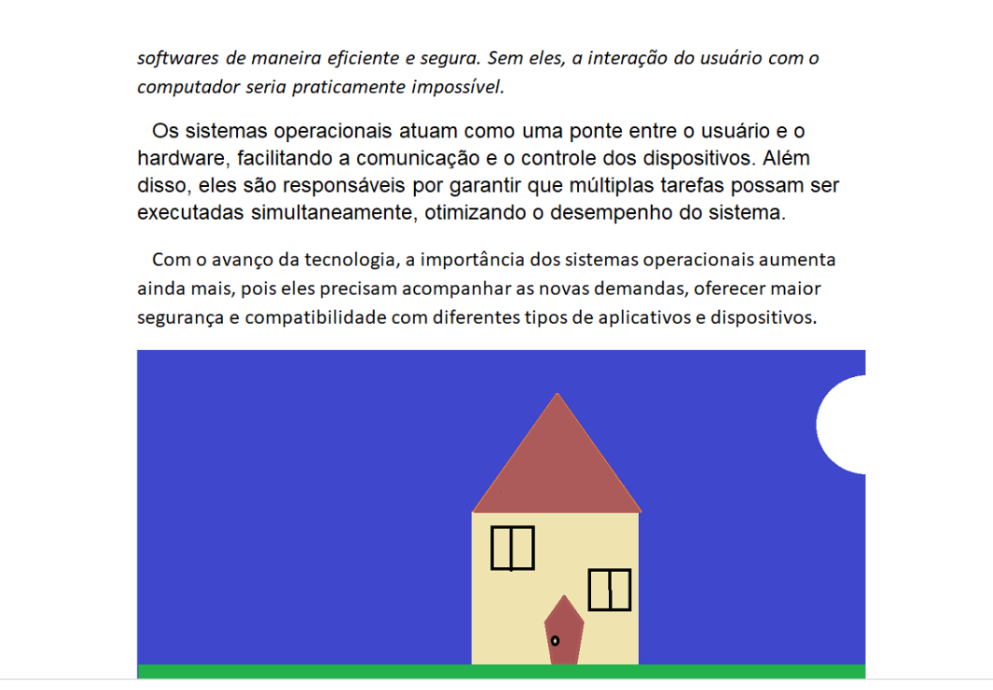 softwares de maneira eficiente e segura. Sem eles, a interação do usuário com o
computador seria praticamente impossível.
Os sistemas operacionais atuam como uma ponte entre o usuário e o
hardware, facilitando a comunicação e o controle dos dispositivos. Além
disso, eles são responsáveis por garantir que múltiplas tarefas possam ser
executadas simultaneamente, otimizando o desempenho do sistema.
Com o avanço da tecnologia, a importância dos sistemas operacionais aumenta
ainda mais, pois eles precisam acompanhar as novas demandas, oferecer maior
segurança e compatibilidade com diferentes tipos de aplicativos e dispositivos.